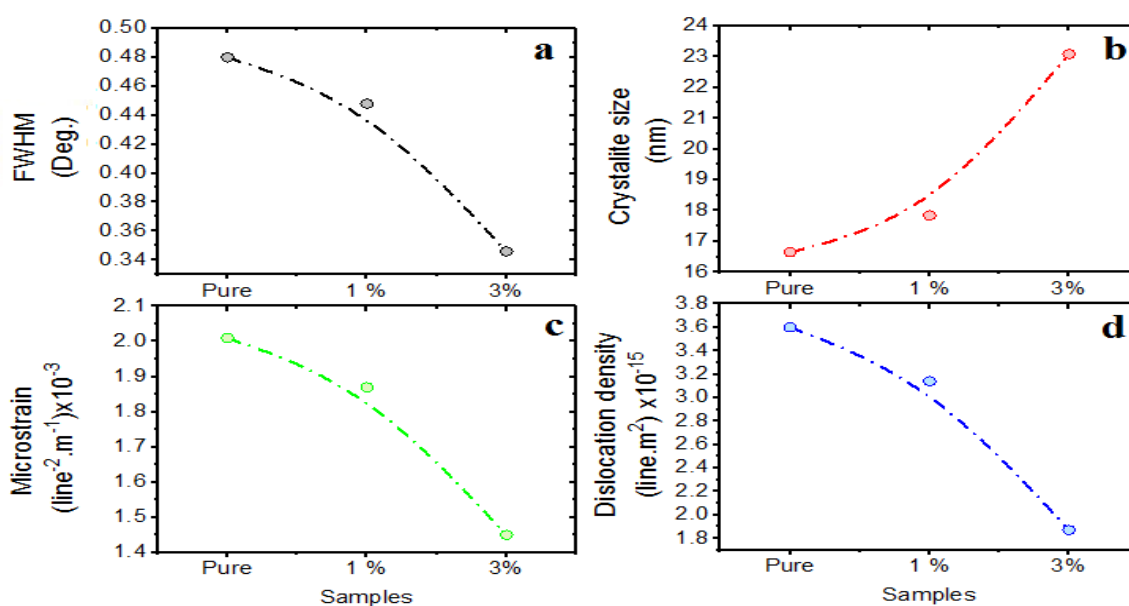 a
FWHM
(Deg.)
0.50
0.48
0.46
0.44
0.42
0.40
0.38
0.36
0.34
Pure 1 % 3%
b
Crystalite size
(nm)
24
23
22
21
20
19
18
17
16
Pure 1 % 3%
c
Microstrain
(line⁻².m⁻¹)x10⁻³
2.1
2.0
1.9
1.8
1.7
1.6
1.5
1.4
Pure 1 % 3%
Samples
d
Dislocation density
(line.m²) x10⁻¹⁵
3.8
3.6
3.4
3.2
3.0
2.8
2.6
2.4
2.2
2.0
1.8
Pure 1 % 3%
Samples